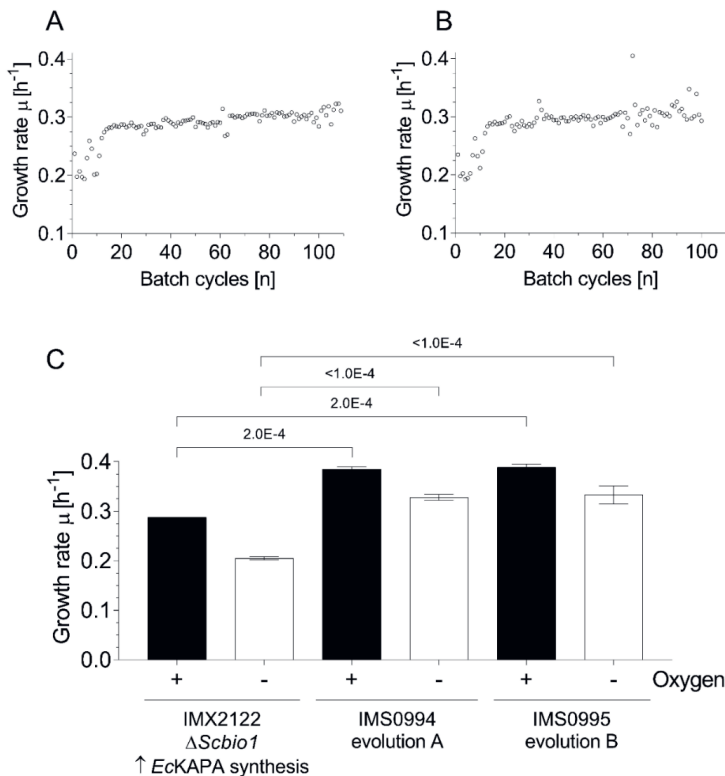 A
Growth rate μ [h⁻¹]
0.4
0.3
0.2
0.1
0 20 40 60 80 100
Batch cycles [n]
B
Growth rate μ [h⁻¹]
0.4
0.3
0.2
0.1
0 20 40 60 80 100
Batch cycles [n]
C
<1.0E-4
<1.0E-4
2.0E-4
2.0E-4
Growth rate μ [h⁻¹]
0.4
0.3
0.2
0.1
0.0
+ - + - + - Oxygen
IMX2122 IMS0994 IMS0995
ΔScbio1 evolution A evolution B
↑ EcKAPA synthesis